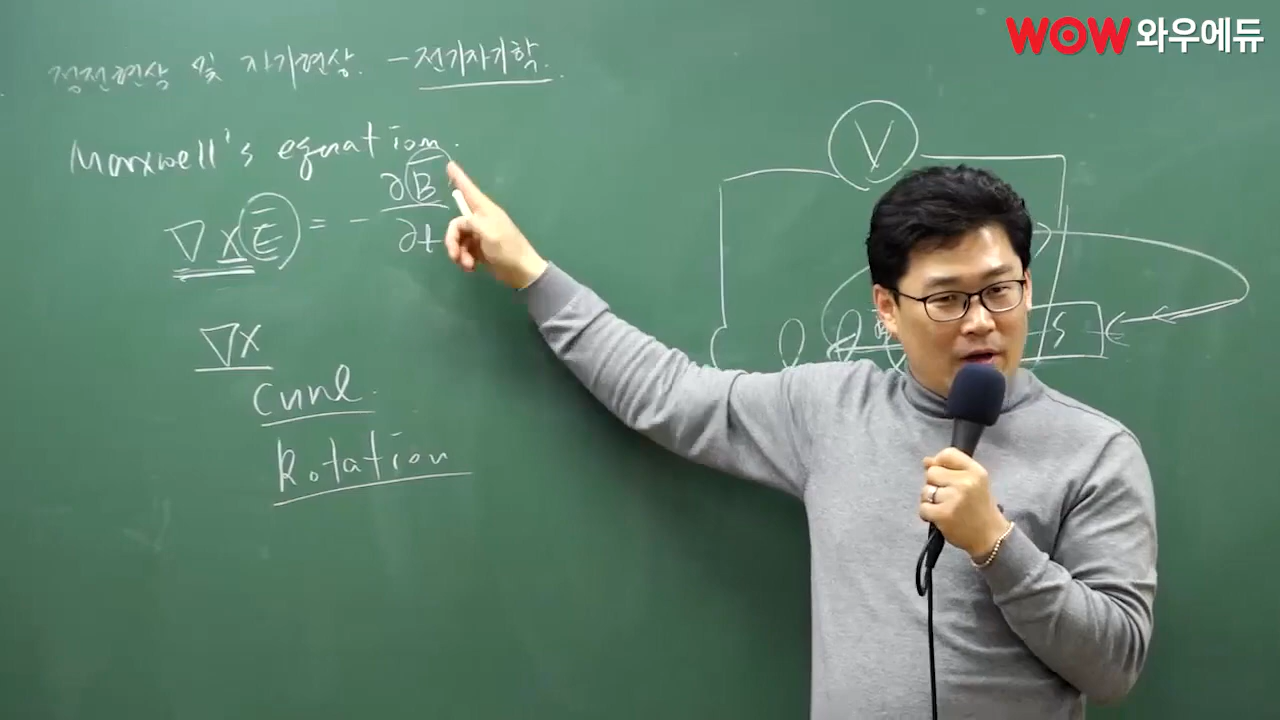 정전현상 및 자기현상. - 전기자기학.
WOW 와우에듀
Maxwell's equation.
∇ X E = - ∂B / ∂t
∇X
Curl.
Rotation
V
S